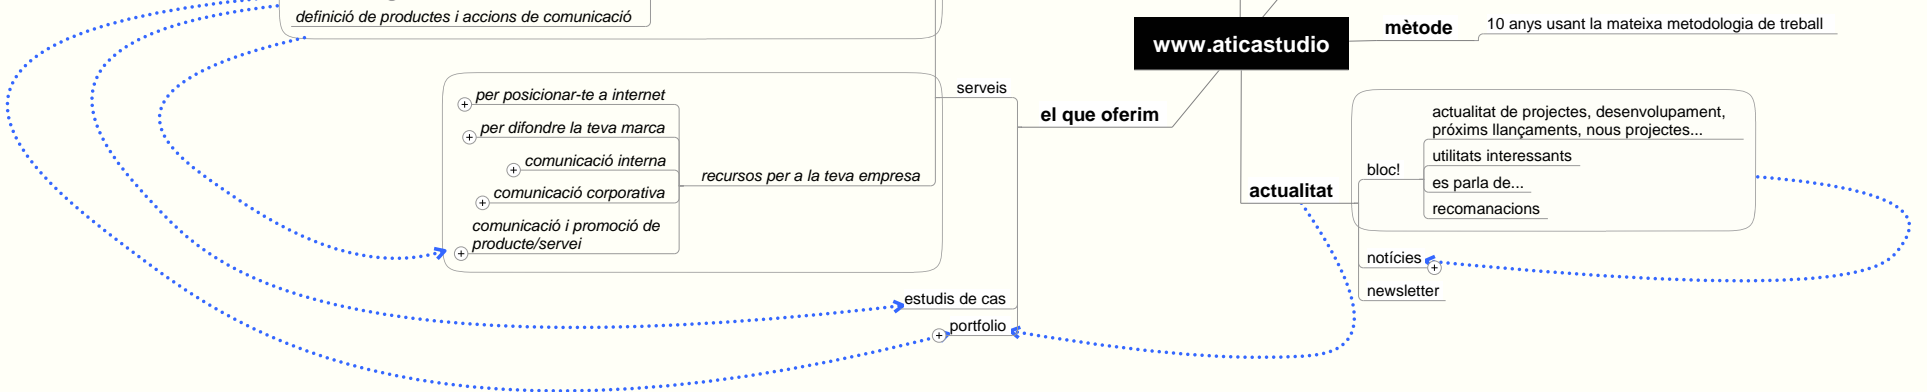 definició de productes i accions de comunicació
www.aticastudio
mètode
10 anys usant la mateixa metodologia de treball
serveis
el que oferim
per posicionar-te a internet
per difondre la teva marca
comunicació interna
comunicació corporativa
comunicació i promoció de
producte/servei
recursos per a la teva empresa
estudis de cas
portfolio
actualitat
bloc!
actualitat de projectes, desenvolupament,
próxims llançaments, nous projectes...
utilitats interessants
es parla de...
recomanacions
notícies
newsletter